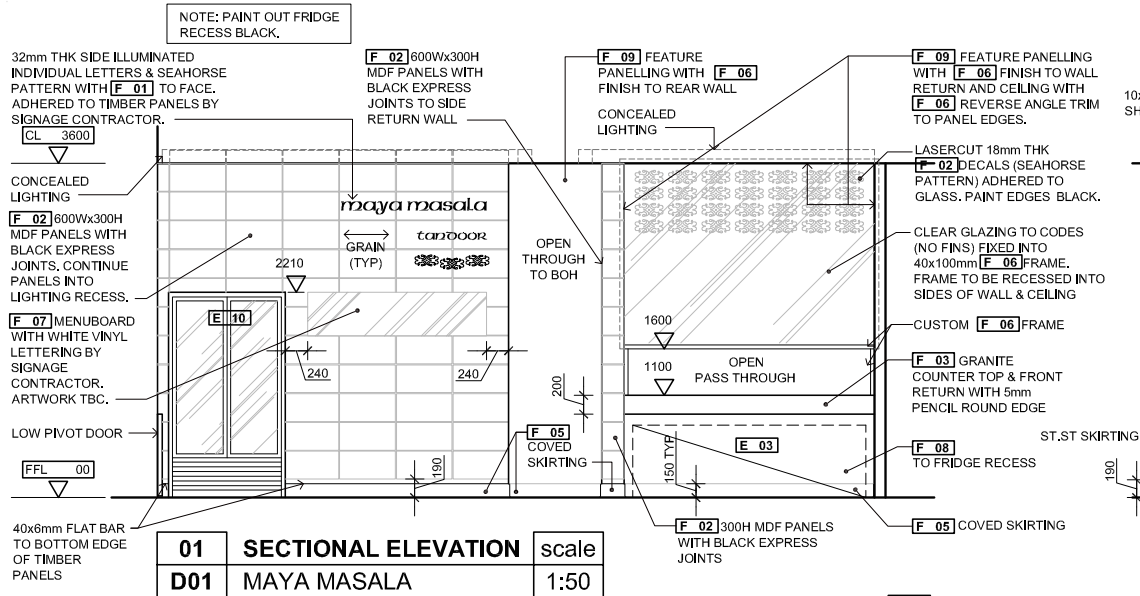 NOTE: PAINT OUT FRIDGE
RECESS BLACK.
32mm THK SIDE ILLUMINATED
INDIVIDUAL LETTERS & SEAHORSE
PATTERN WITH F 01 TO FACE.
ADHERED TO TIMBER PANELS BY
SIGNAGE CONTRACTOR.
CL 3600
CONCEALED
LIGHTING
F 02 600Wx300H
MDF PANELS WITH
BLACK EXPRESS
JOINTS. CONTINUE
PANELS INTO
LIGHTING RECESS.
F 07 MENUBOARD
WITH WHITE VINYL
LETTERING BY
SIGNAGE
CONTRACTOR.
ARTWORK TBC.
LOW PIVOT DOOR
FFL 00
40x6mm FLAT BAR
TO BOTTOM EDGE
OF TIMBER
PANELS
F 02 600Wx300H
MDF PANELS WITH
BLACK EXPRESS
JOINTS TO SIDE
RETURN WALL
maya masala
tandoor
GRAIN
(TYP)
2210
E 10
240
240
190
OPEN
THROUGH
TO BOH
F 05
COVED
SKIRTING
F 09 FEATURE
PANELLING WITH F 06
FINISH TO REAR WALL
CONCEALED
LIGHTING
1600
1100
OPEN
PASS THROUGH
200
150 TYP
E 03
F 02 300H MDF PANELS
WITH BLACK EXPRESS
JOINTS
F 09 FEATURE PANELLING
WITH F 06 FINISH TO WALL
RETURN AND CEILING WITH
F 06 REVERSE ANGLE TRIM
TO PANEL EDGES.
LASERCUT 18mm THK
F 02 DECALS (SEAHORSE
PATTERN) ADHERED TO
GLASS. PAINT EDGES BLACK.
CLEAR GLAZING TO CODES
(NO FINS) FIXED INTO
40x100mm F 06 FRAME.
FRAME TO BE RECESSED INTO
SIDES OF WALL & CEILING
CUSTOM F 06 FRAME
F 03 GRANITE
COUNTER TOP & FRONT
RETURN WITH 5mm
PENCIL ROUND EDGE
F 08
TO FRIDGE RECESS
F 05 COVED SKIRTING
ST.ST SKIRTING
190
01 SECTIONAL ELEVATION scale
D01 MAYA MASALA 1:50